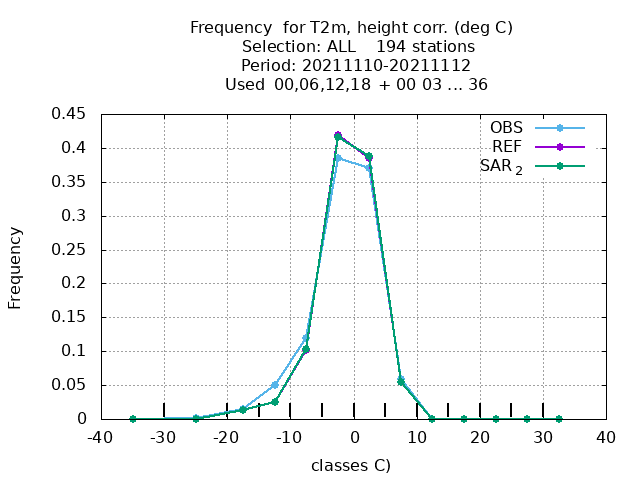 Frequency  for T2m, height corr. (deg C)
Selection: ALL    194 stations
Period: 20211110-20211112
Used  00,06,12,18  + 00 03 ... 36
OBS
REF
SAR 2
0.45
0.4
0.35
0.3
0.25
0.2
0.15
0.1
0.05
0
Frequency
-40 -30 -20 -10 0 10 20 30 40
classes C)